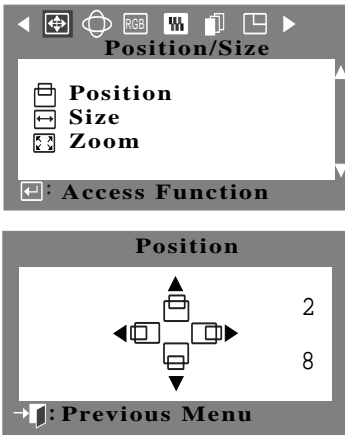 RGB
Position/Size
Position
Size
Zoom
: Access Function
Position
2
8
: Previous Menu